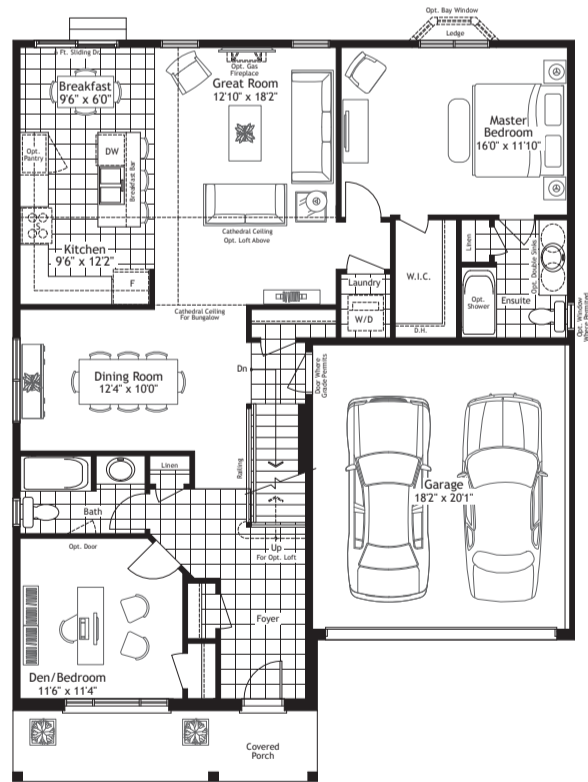 Opt. Bay Window
Ledge
6 Ft. Sliding Dr.
Breakfast
9'6" x 6'0"
Opt. Gas
Fireplace
Great Room
12'10" x 18'2"
Master
Bedroom
16'0" x 11'10"
Opt.
Pantry
DW
Breakfast Bar
Kitchen
9'6" x 12'2"
F
Cathedral Ceiling
Opt. Loft Above
Cathedral Ceiling
For Bungalow
Laundry
W/D
W.I.C.
D.H.
Linen
Opt.
Shower
Ensuite
Opt. Double Sinks
Opt. Window
Where Permited
Dining Room
12'4" x 10'0"
Dn
Door Where
Grade Permits
Railing
Linen
Bath
Opt. Door
Up
For Opt. Loft
Garage
18'2" x 20'1"
Foyer
Den/Bedroom
11'6" x 11'4"
Covered
Porch